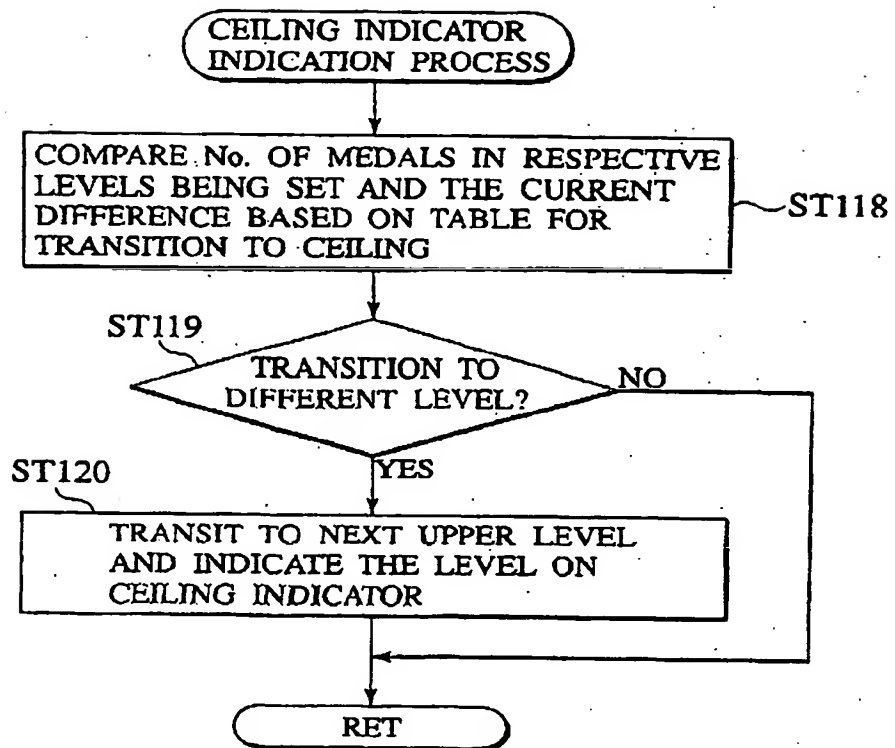 CEILING INDICATOR
INDICATION PROCESS
COMPARE No. OF MEDALS IN RESPECTIVE
LEVELS BEING SET AND THE CURRENT
DIFFERENCE BASED ON TABLE FOR
TRANSITION TO CEILING
ST118
ST119
TRANSITION TO
DIFFERENT LEVEL?
NO
YES
ST120
TRANSIT TO NEXT UPPER LEVEL
AND INDICATE THE LEVEL ON
CEILING INDICATOR
RET